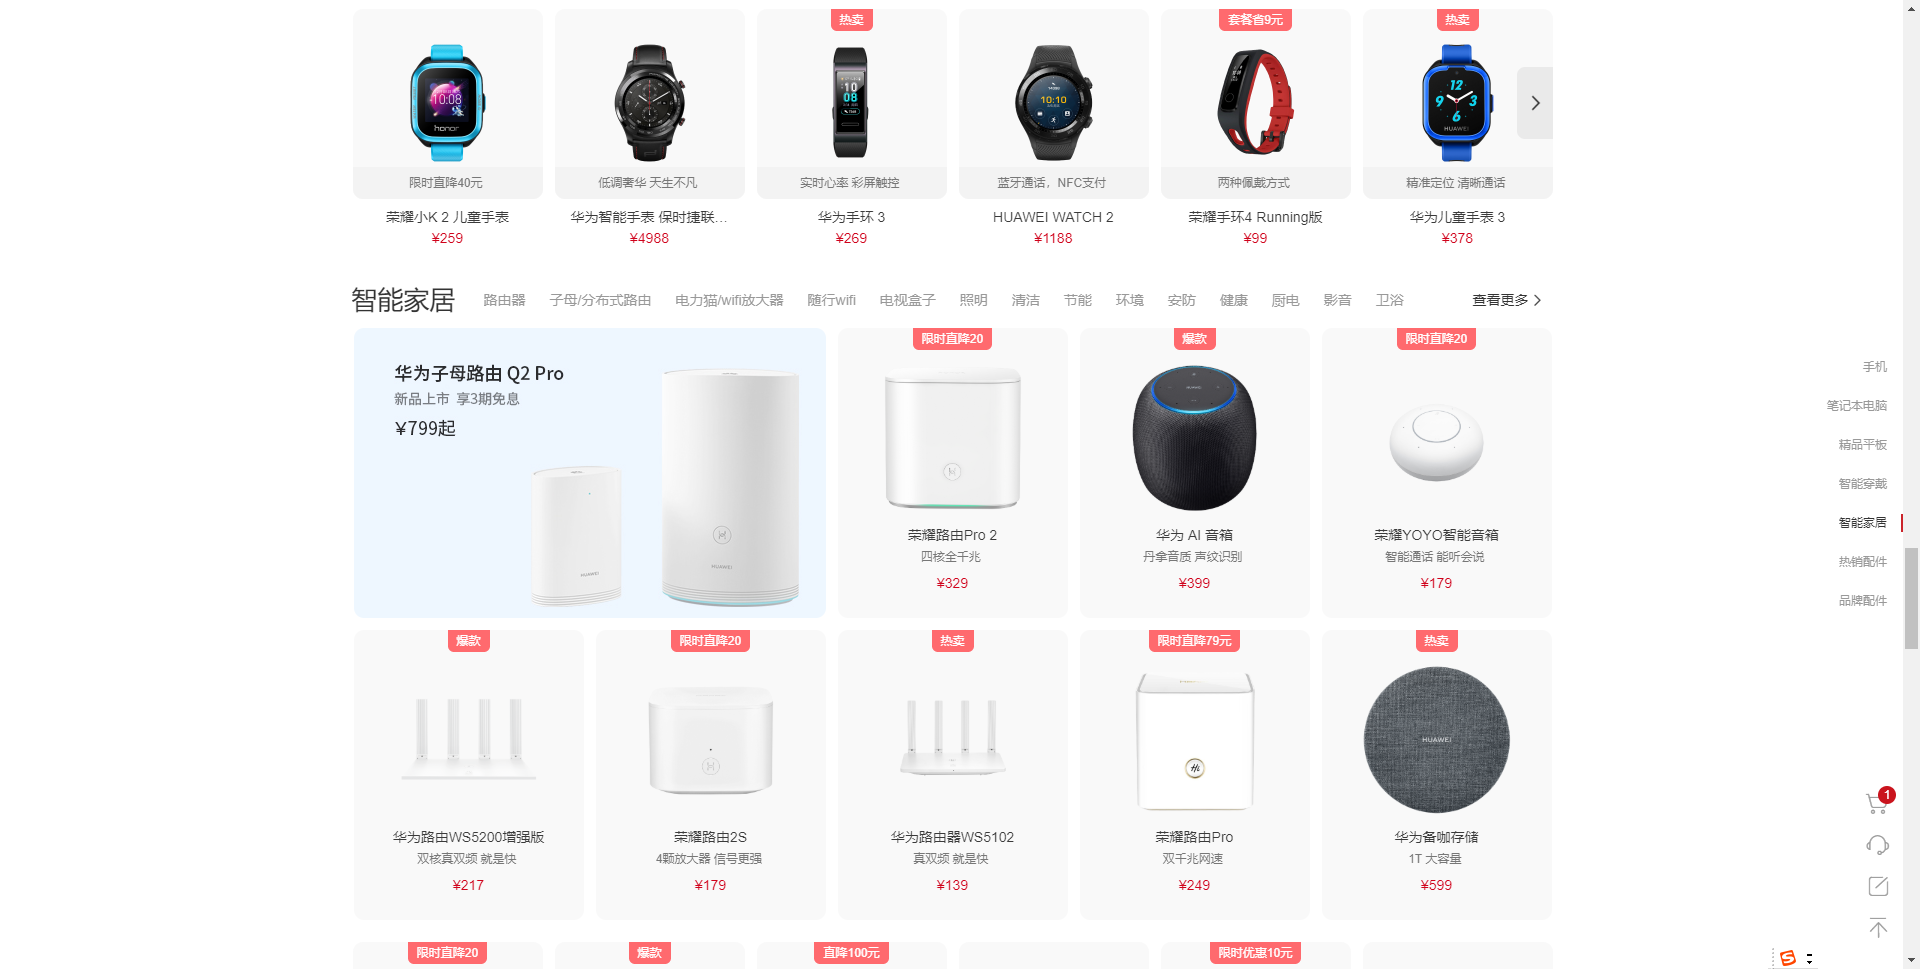 热卖
套餐省9元
热卖
限时直降40元
低调奢华 天生不凡
实时心率 彩屏触控
蓝牙通话，NFC支付
两种佩戴方式
精准定位 清晰通话
荣耀小K 2 儿童手表
华为智能手表 保时捷联...
华为手环 3
HUAWEI WATCH 2
荣耀手环4 Running版
华为儿童手表 3
¥259
¥4988
¥269
¥1188
¥99
¥378
智能家居
路由器
子母/分布式路由
电力猫/wifi放大器
随行wifi
电视盒子
照明
清洁
节能
环境
安防
健康
厨电
影音
卫浴
查看更多
华为子母路由 Q2 Pro
新品上市 享3期免息
¥799起
HUAWEI
HUAWEI
限时直降20
荣耀路由Pro 2
四核全千兆
¥329
爆款
华为 AI 音箱
丹拿音质 声纹识别
¥399
限时直降20
荣耀YOYO智能音箱
智能通话 能听会说
¥179
爆款
华为路由WS5200增强版
双核真双频 就是快
¥217
限时直降20
荣耀路由2S
4颗放大器 信号更强
¥179
热卖
华为路由器WS5102
真双频 就是快
¥139
限时直降79元
荣耀路由Pro
双千兆网速
¥249
热卖
HUAWEI
华为备咖存储
1T 大容量
¥599
限时直降20
爆款
直降100元
限时优惠10元
手机
笔记本电脑
精品平板
智能穿戴
智能家居
热销配件
品牌配件
1